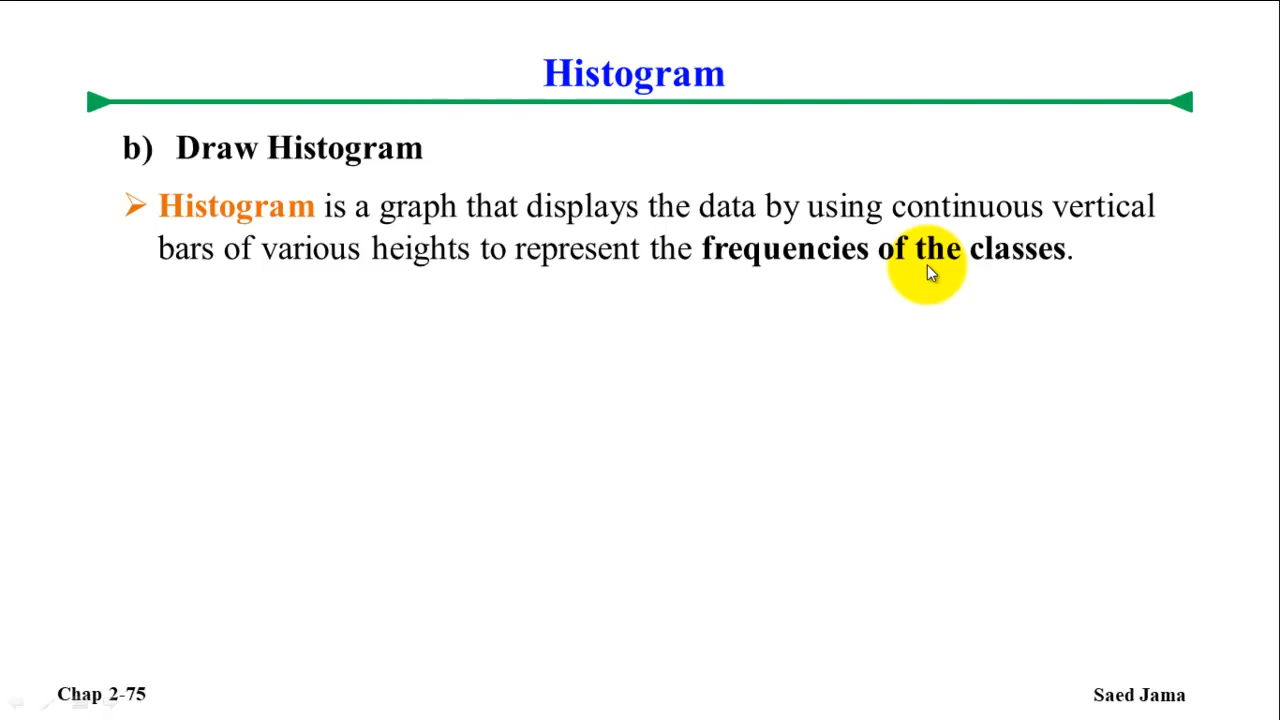 Histogram
b) Draw Histogram
Histogram is a graph that displays the data by using continuous vertical
bars of various heights to represent the frequencies of the classes.
Chap 2-75
Saed Jama